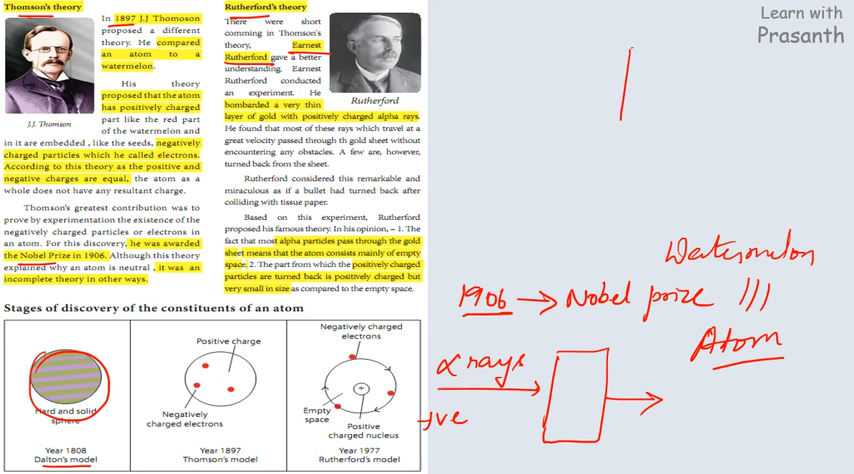 Thomson's theory
In 1897 J.J Thomoson
proposed a different
theory. He compared
an atom to a
watermelon.
His theory
proposed that the atom
has positively charged
part like the red part
of the watermelon and
J.J. Thomson
in it are embedded , like the seeds, negatively
charged particles which he called electrons.
According to this theory as the positive and
negative charges are equal, the atom as a
whole does not have any resultant charge.
Thomson's greatest contribution was to
prove by experimentation the existence of the
negatively charged particles or electrons in
an atom. For this discovery, he was awarded
the Nobel Prize in 1906. Although this theory
explained why an atom is neutral , it was an
incomplete theory in other ways.
Rutherford's theory
There were short
comming in Thomson's
theory, Earnest
Rutherford gave a better
understanding. Earnest
Rutherford conducted
an experiment. He
Rutherford
bombarded a very thin
layer of gold with positively charged alpha rays.
He found that most of these rays which travel at a
great velocity passed through th gold sheet without
encountering any obstacles. A few are, however,
turned back from the sheet.
Rutherford considered this remarkable and
miraculous as if a bullet had turned back after
colliding with tissue paper.
Based on this experiment, Rutherford
proposed his famous theory. In his opinion, – 1. The
fact that most alpha particles pass through the gold
sheet means that the atom consists mainly of empty
space. 2. The part from which the positively charged
particles are turned back is positively charged but
very small in size as compared to the empty space.
Stages of discovery of the constituents of an atom
Hard and solid
sphere
Year 1808
Dalton's model
Positive charge
Negatively
charged electrons
Year 1897
Thomson's model
Negatively charged
electrons
Empty
space
Positive
charged nucleus
Year 1977
Rutherford's model
Learn with
Prasanth
Watermelon
1906 → Nobel prize )))
Atom
α rays
+ve